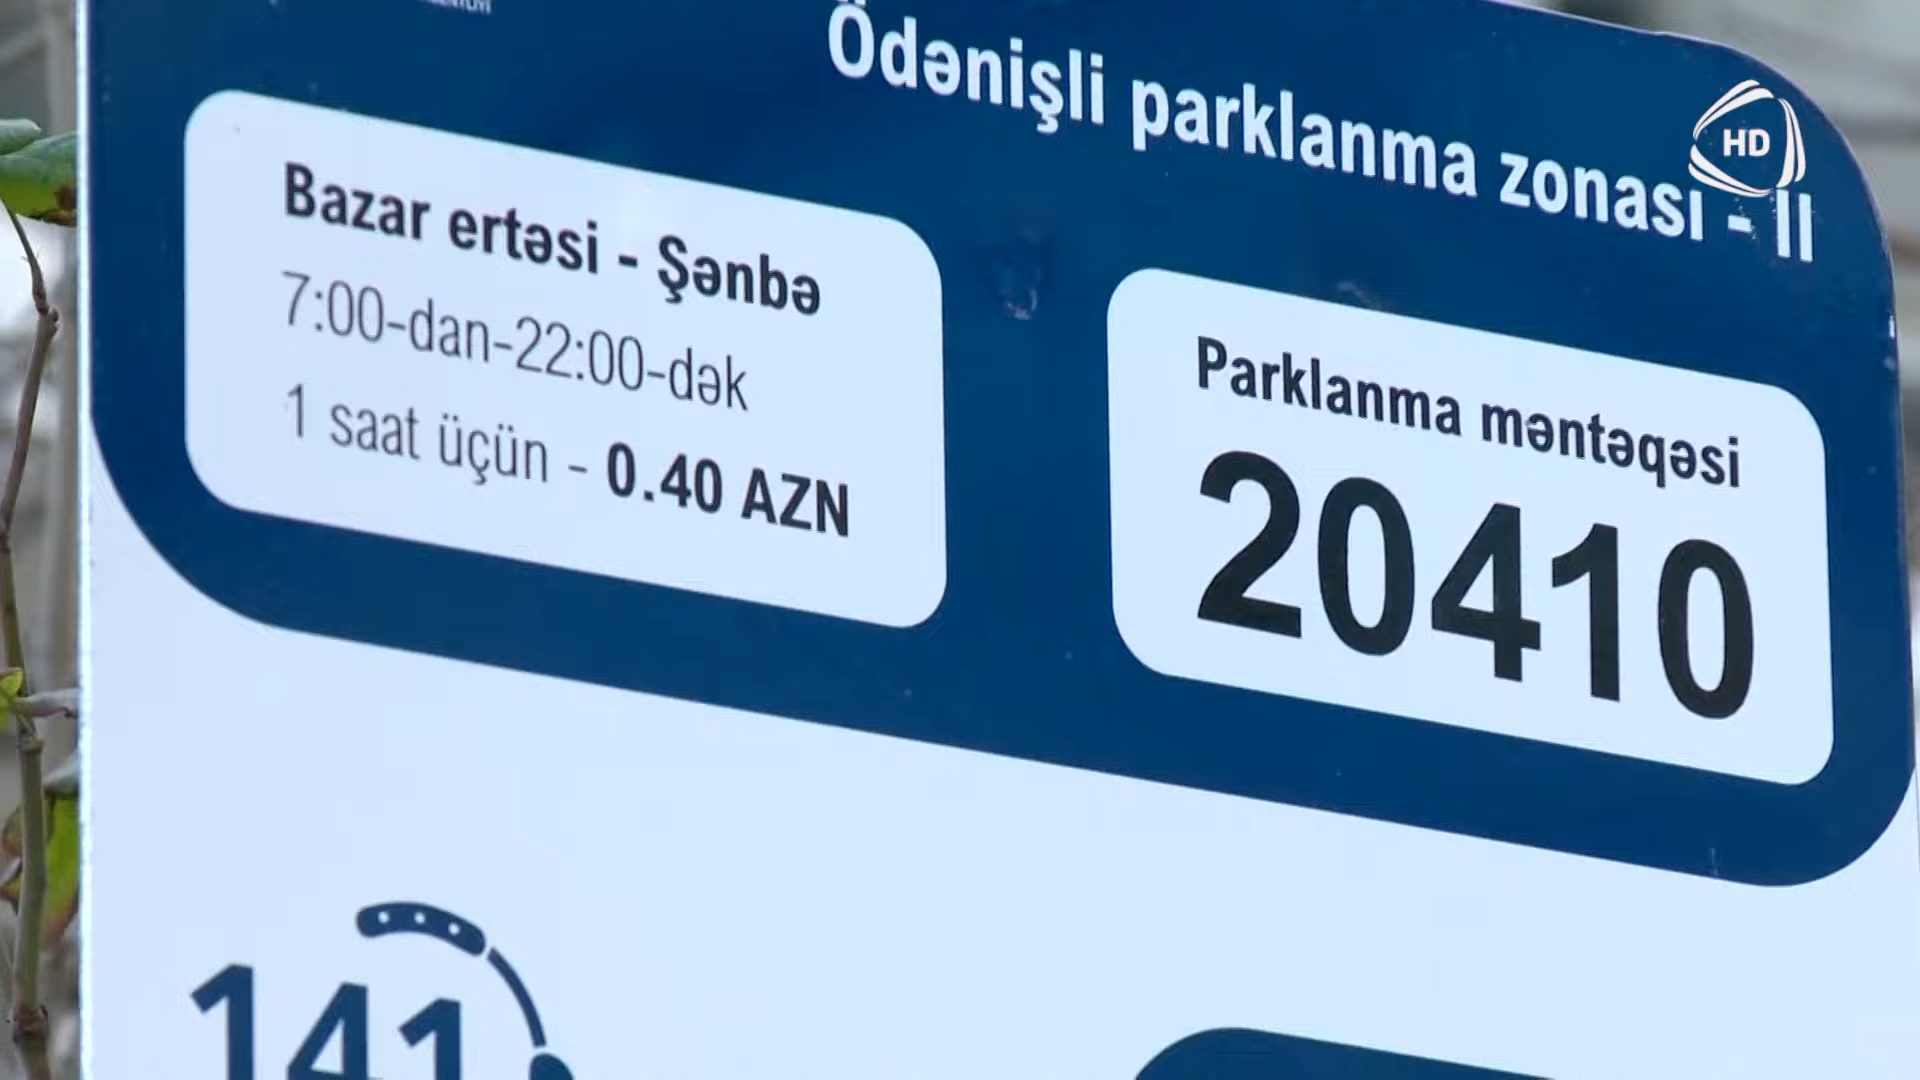 Ödənişli parklanma zonası - II
HD
Bazar ertəsi - Şənbə
7:00-dan-22:00-dək
1 saat üçün - 0.40 AZN
Parklanma məntəqəsi
20410
141